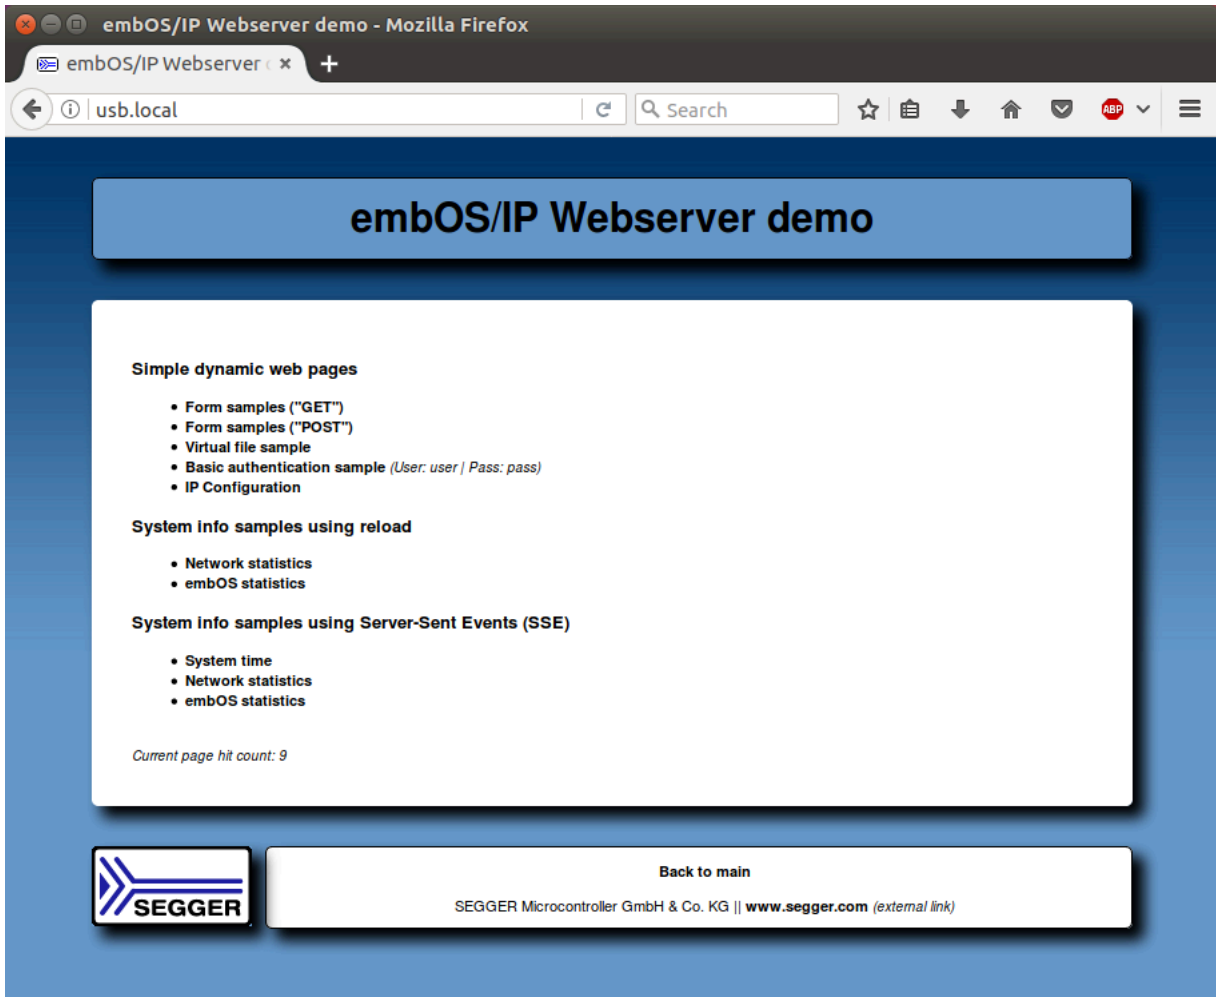 embOS/IP Webserver demo - Mozilla Firefox
embOS/IP Webserver
usb.local
Search
ABP
embOS/IP Webserver demo
Simple dynamic web pages
Form samples ("GET")
Form samples ("POST")
Virtual file sample
Basic authentication sample (User: user | Pass: pass)
IP Configuration
System info samples using reload
Network statistics
embOS statistics
System info samples using Server-Sent Events (SSE)
System time
Network statistics
embOS statistics
Current page hit count: 9
SEGGER
Back to main
SEGGER Microcontroller GmbH & Co. KG || www.segger.com (external link)